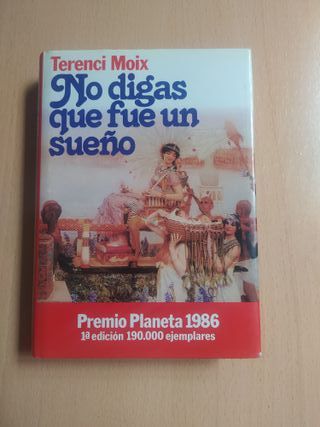 Terenci Moix
No digas
que fue un
sueño
Premio Planeta 1986
1ª edición 190.000 ejemplares